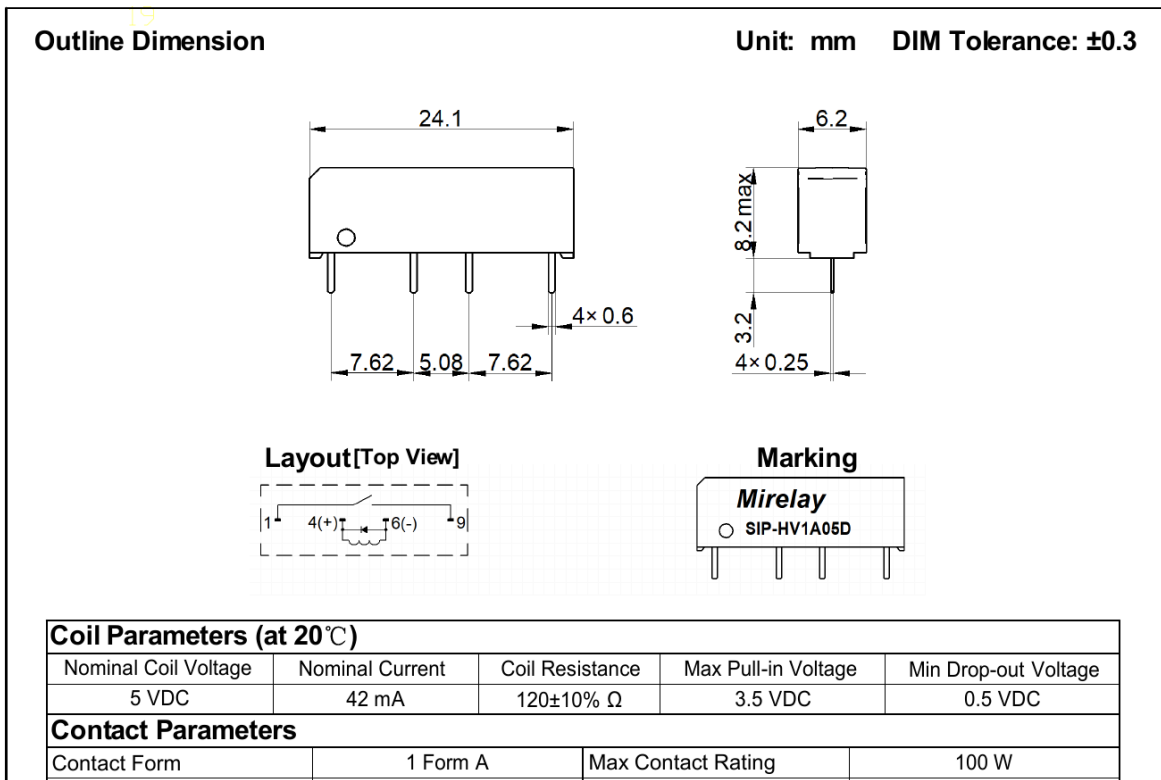 19
Outline Dimension Unit: mm DIM Tolerance: ±0.3
24.1 6.2
8.2max
4×0.6
3.2
7.62 5.08 7.62 4×0.25
Layout[Top View] Marking
Mirelay
1 4(+) 6(-) 9 SIP-HV1A05D
Coil Parameters (at 20℃)
Nominal Coil Voltage Nominal Current Coil Resistance Max Pull-in Voltage Min Drop-out Voltage
5 VDC 42 mA 120±10% Ω 3.5 VDC 0.5 VDC
Contact Parameters
Contact Form 1 Form A Max Contact Rating 100 W